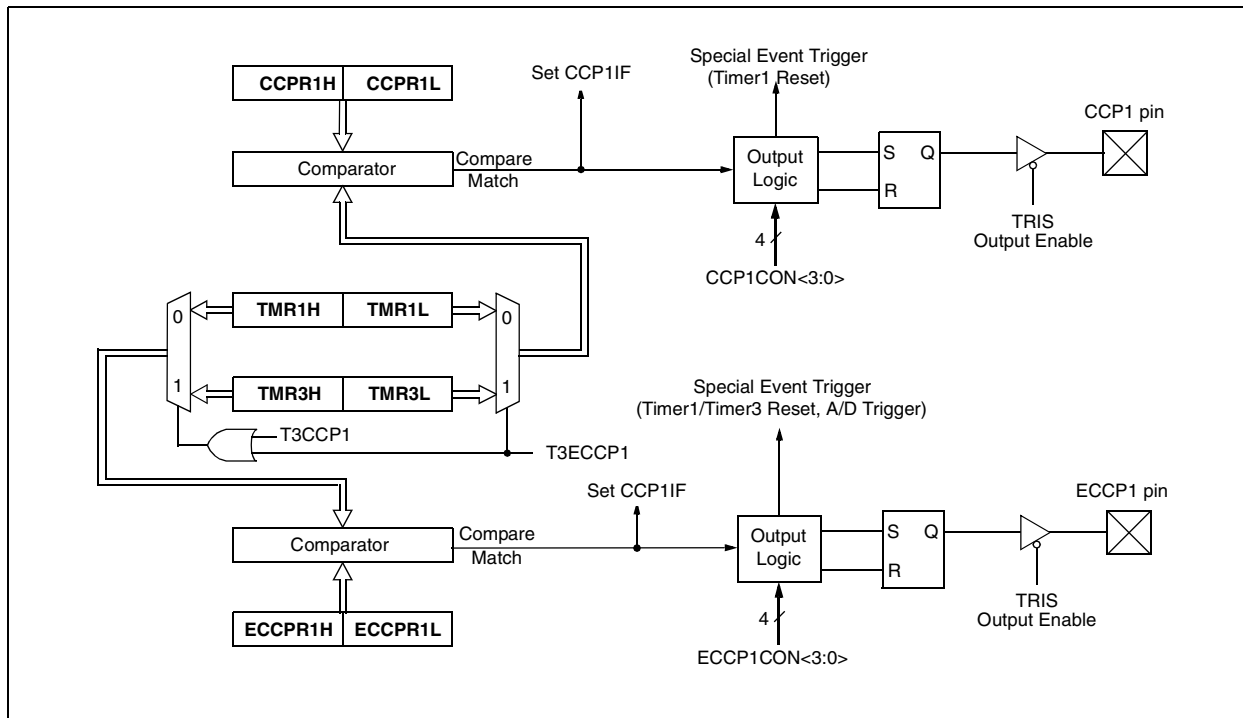 CCPR1H CCPR1L
Comparator
Compare
Match
Set CCP1IF
Special Event Trigger
(Timer1 Reset)
Output
Logic
4
CCP1CON<3:0>
S Q
R
TRIS
Output Enable
CCP1 pin
0
1
TMR1H TMR1L
TMR3H TMR3L
0
1
T3CCP1
T3ECCP1
Comparator
Compare
Match
ECCPR1H ECCPR1L
Set CCP1IF
Special Event Trigger
(Timer1/Timer3 Reset, A/D Trigger)
Output
Logic
4
ECCP1CON<3:0>
S Q
R
TRIS
Output Enable
ECCP1 pin